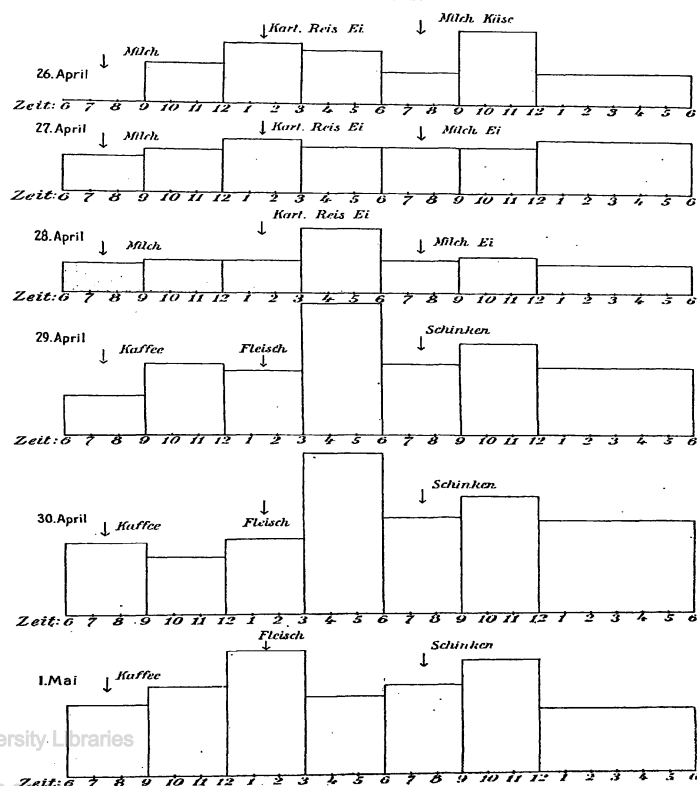 ↓ Milch ↓ Kart. Reis Ei ↓ Milch Käse
26. April
Zeit: 6 7 8 9 10 11 12 1 2 3 4 5 6 7 8 9 10 11 12 1 2 3 4 5 6
27. April ↓ Milch ↓ Kart. Reis Ei ↓ Milch Ei
Zeit: 6 7 8 9 10 11 12 1 2 3 4 5 6 7 8 9 10 11 12 1 2 3 4 5 6
Kart. Reis Ei
28. April ↓ Milch ↓ ↓ Milch Ei
Zeit: 6 7 8 9 10 11 12 1 2 3 4 5 6 7 8 9 10 11 12 1 2 3 4 5 6
29. April ↓ Kaffee Fleisch ↓ ↓ Schinken
Zeit: 6 7 8 9 10 11 12 1 2 3 4 5 6 7 8 9 10 11 12 1 2 3 4 5 6
30. April ↓ Kaffee ↓ Fleisch ↓ Schinken
Zeit: 6 7 8 9 10 11 12 1 2 3 4 5 6 7 8 9 10 11 12 1 2 3 4 5 6
Fleisch
1. Mai ↓ Kaffee ↓ ↓ Schinken
ersity Libraries
Zeit: 6 7 8 9 10 11 12 1 2 3 4 5 6 7 8 9 10 11 12 1 2 3 4 5 6